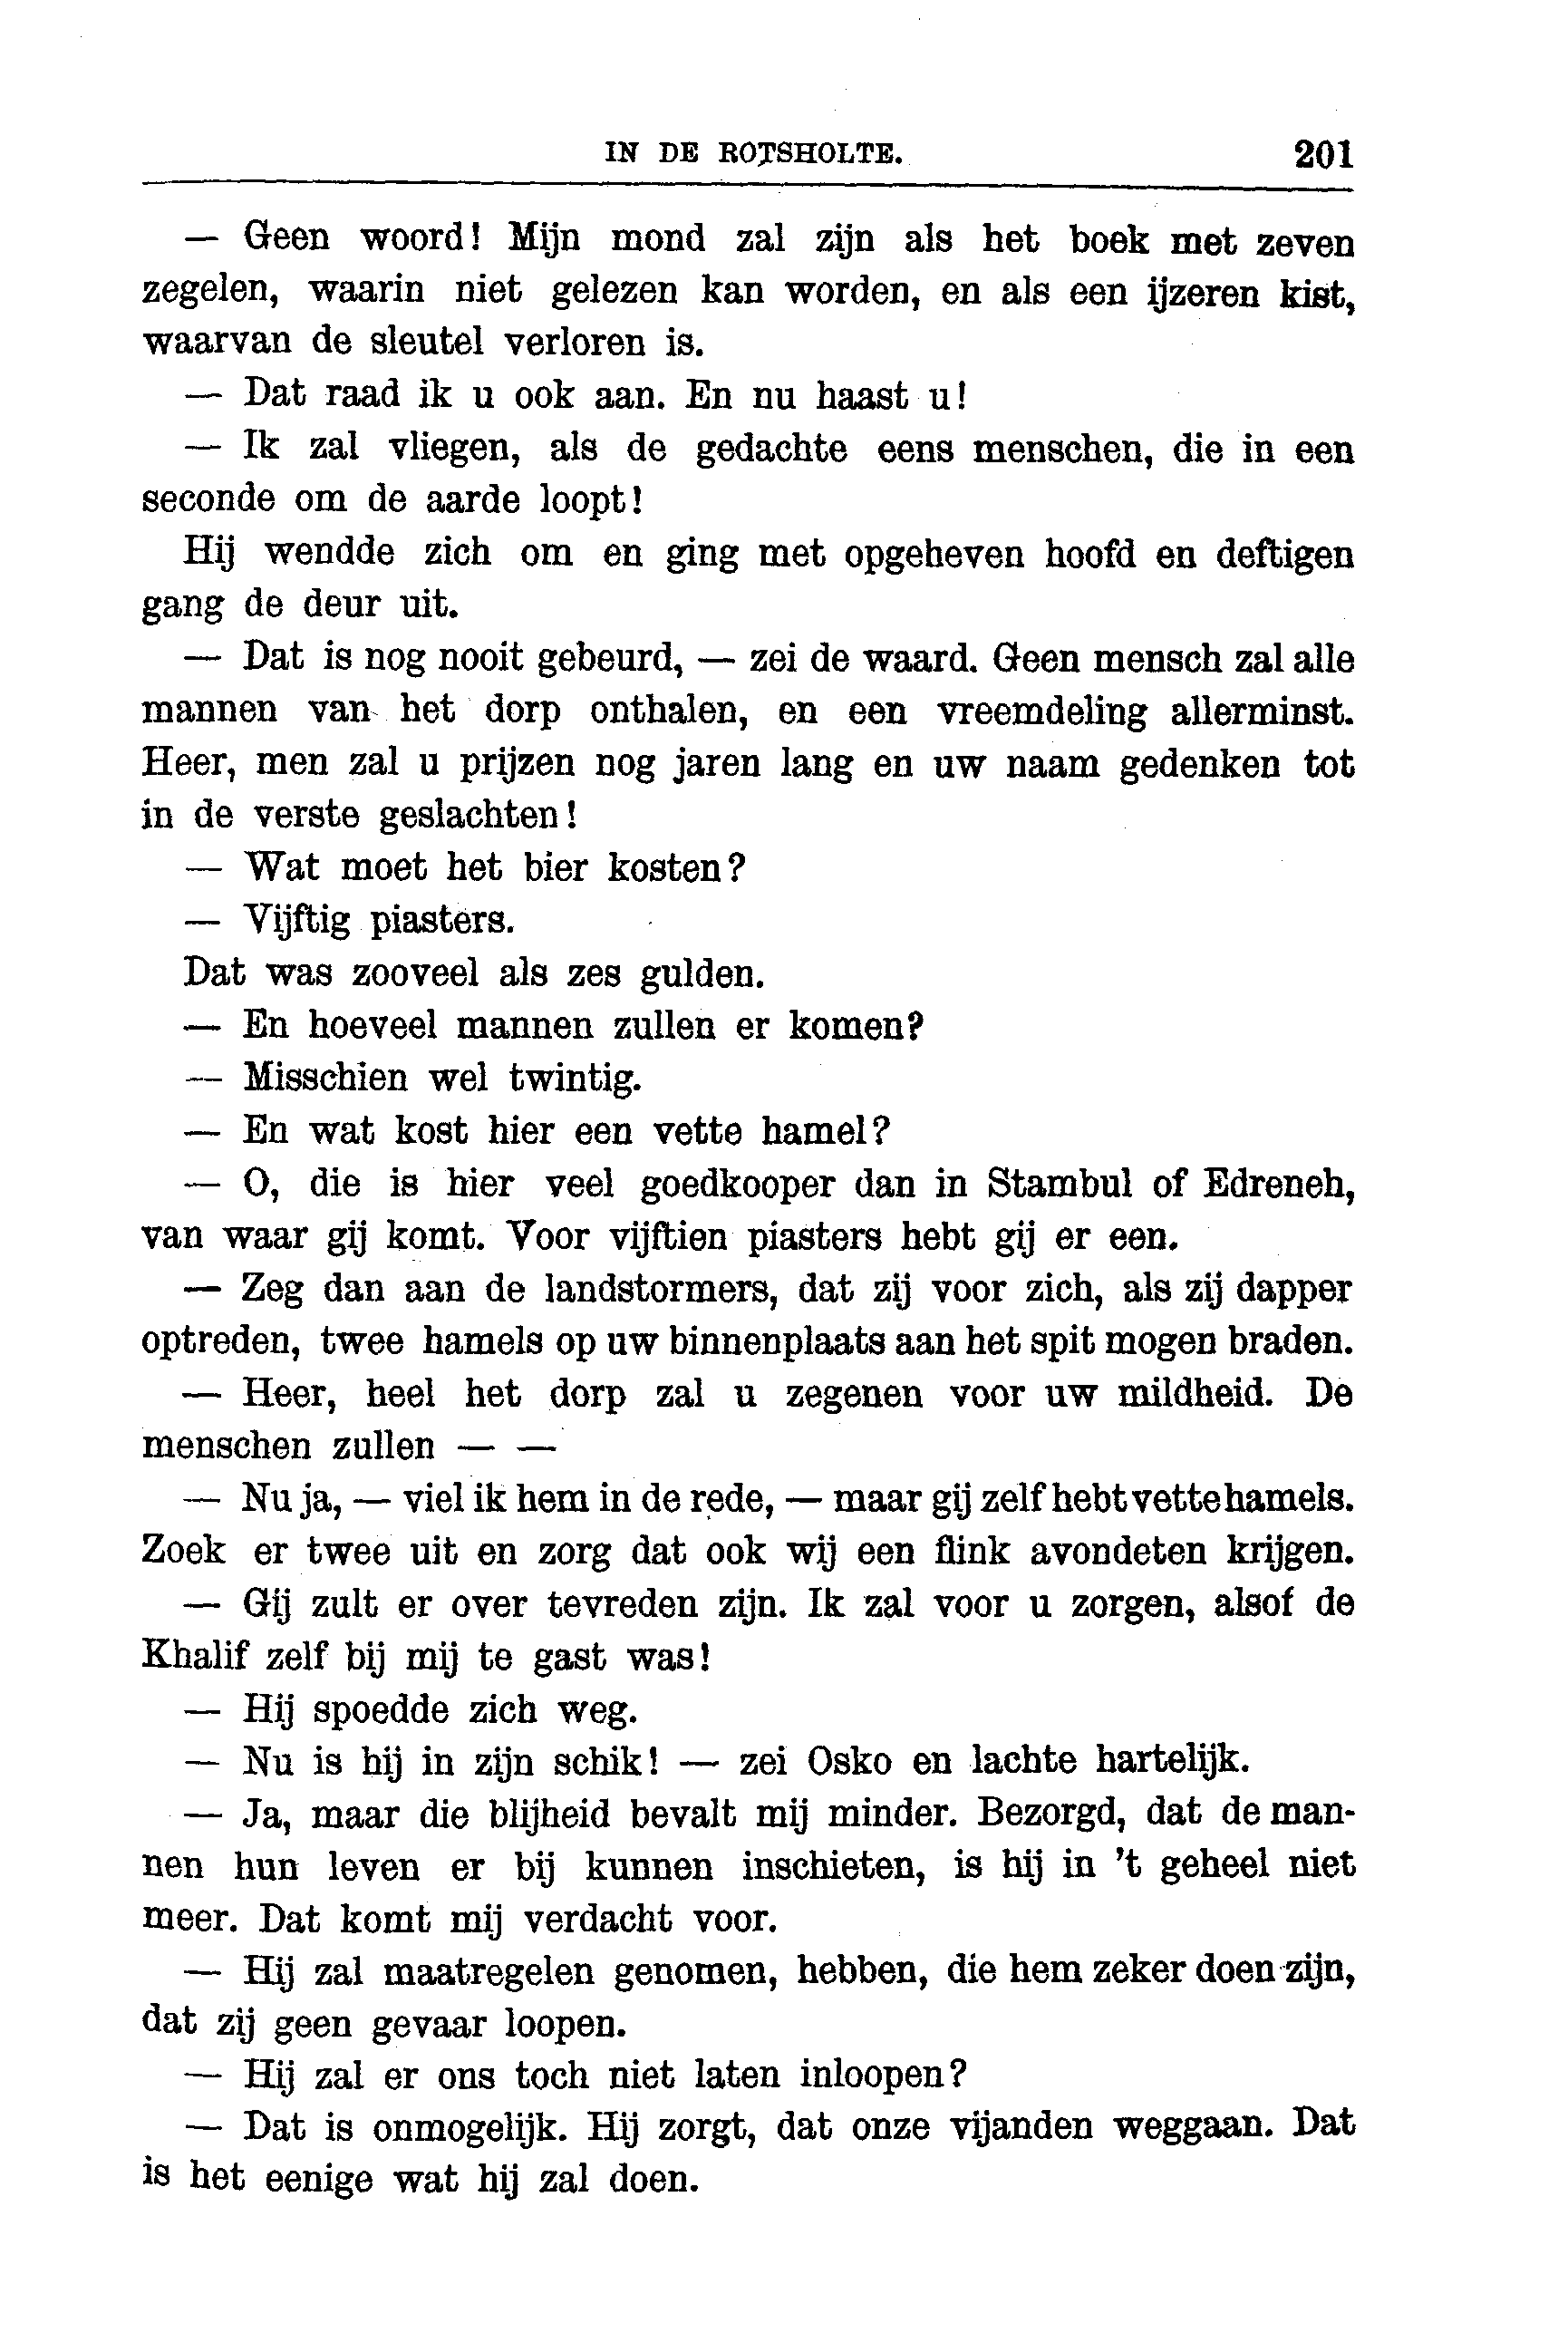 IN DE ROTSHOLTE. 201
— Geen woord! Mijn mond zal zijn als het boek met zeven
zegelen, waarin niet gelezen kan worden, en als een ijzeren kist,
waarvan de sleutel verloren is.
— Dat raad ik u ook aan. En nu haast u!
— Ik zal vliegen, als de gedachte eens menschen, die in een
seconde om de aarde loopt!
Hij wendde zich om en ging met opgeheven hoofd en deftigen
gang de deur uit.
— Dat is nog nooit gebeurd, — zei de waard. Geen mensch zal alle
mannen van het dorp onthalen, en een vreemdeling allerminst.
Heer, men zal u prijzen nog jaren lang en uw naam gedenken tot
in de verste geslachten!
— Wat moet het bier kosten?
— Vijftig piasters.
Dat was zooveel als zes gulden.
— En hoeveel mannen zullen er komen?
— Misschien wel twintig.
— En wat kost hier een vette hamel?
— O, die is hier veel goedkooper dan in Stambul of Edreneh,
van waar gij komt. Voor vijftien piasters hebt gij er een.
— Zeg dan aan de landstormers, dat zij voor zich, als zij dapper
optreden, twee hamels op uw binnenplaats aan het spit mogen braden.
— Heer, heel het dorp zal u zegenen voor uw mildheid. De
menschen zullen — —
— Nu ja, — viel ik hem in de rede, — maar gij zelf hebt vette hamels.
Zoek er twee uit en zorg dat ook wij een flink avondeten krijgen.
— Gij zult er over tevreden zijn. Ik zal voor u zorgen, alsof de
Khalif zelf bij mij te gast was!
— Hij spoedde zich weg.
— Nu is hij in zijn schik! — zei Osko en lachte hartelijk.
— Ja, maar die blijheid bevalt mij minder. Bezorgd, dat de man-
nen hun leven er bij kunnen inschieten, is hij in 't geheel niet
meer. Dat komt mij verdacht voor.
— Hij zal maatregelen genomen, hebben, die hem zeker doen zijn,
dat zij geen gevaar loopen.
— Hij zal er ons toch niet laten inloopen?
— Dat is onmogelijk. Hij zorgt, dat onze vijanden weggaan. Dat
is het eenige wat hij zal doen.